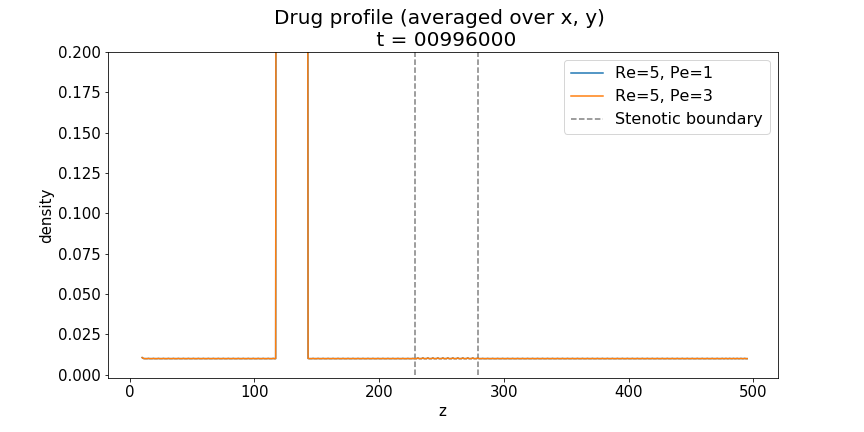 Drug profile (averaged over x, y)
t = 00996000
Re=5, Pe=1
Re=5, Pe=3
Stenotic boundary
density
0.200
0.175
0.150
0.125
0.100
0.075
0.050
0.025
0.000
0 100 200 300 400 500
z